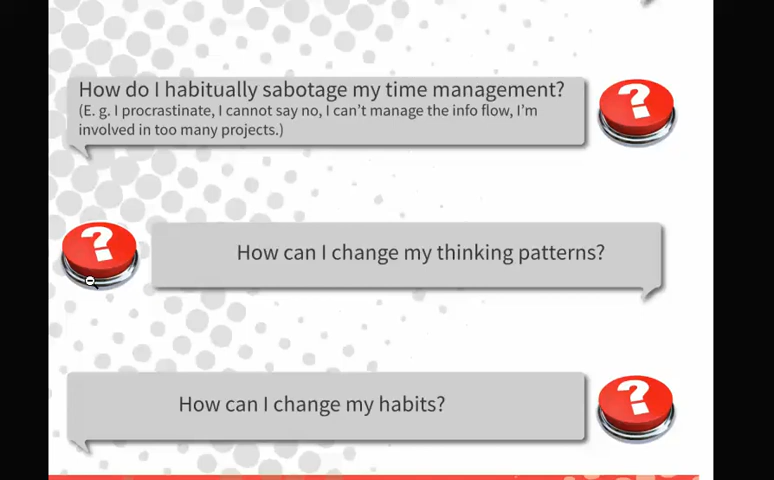 How do I habitually sabotage my time management?
(E. g. I procrastinate, I cannot say no, I can't manage the info flow, I'm
involved in too many projects.)
?
?
How can I change my thinking patterns?
How can I change my habits?
?